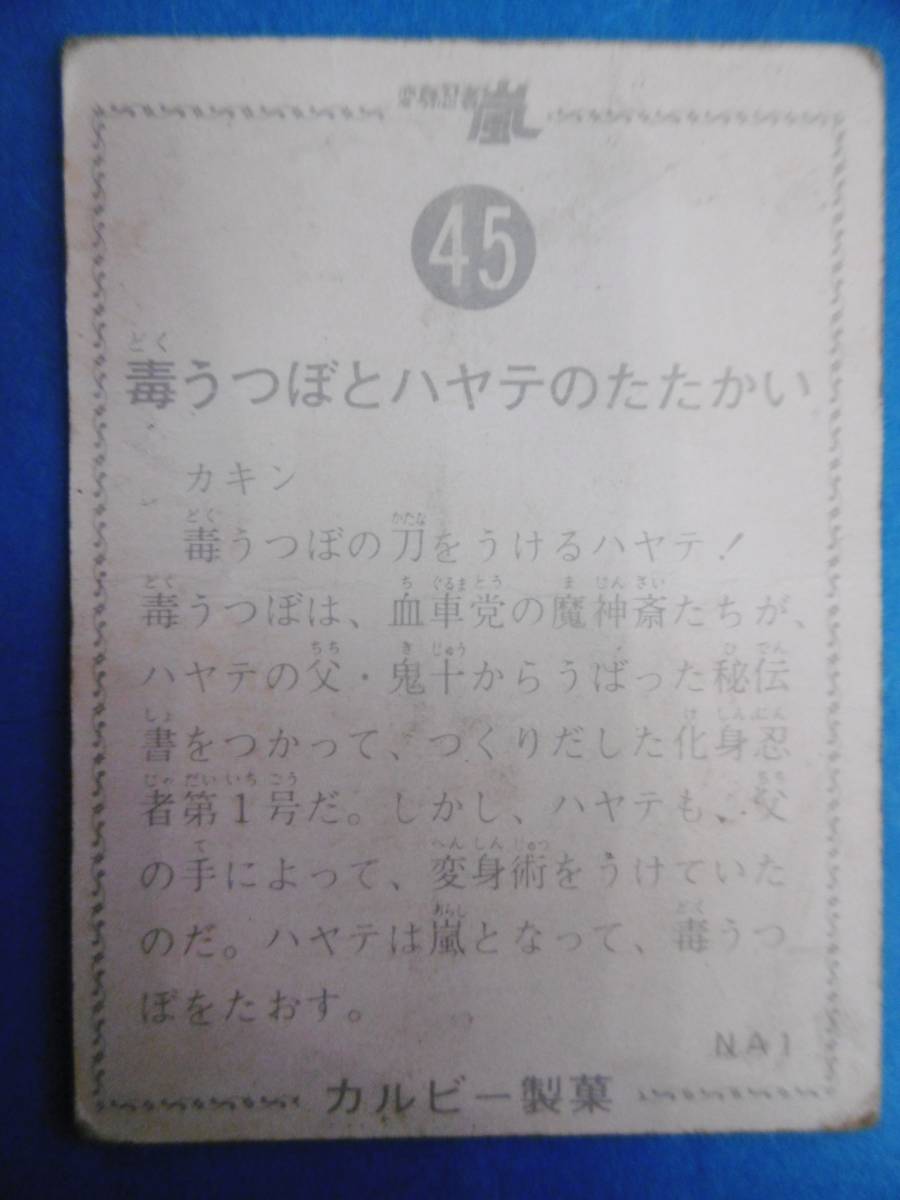 変身忍者嵐
45
毒うつぼとハヤテのたたかい
カキン
毒うつぼの刀をうけるハヤテ!
毒うつぼは、血車党の魔神斎たちが、
ハヤテの父・鬼十からうばった秘伝
書をつかって、つくりだした化身忍
者第1号だ。しかし、ハヤテも、父
の手によって、変身術をうけていた
のだ。ハヤテは嵐となって、毒うつ
ぼをたおす。
NA1
カルビー製菓